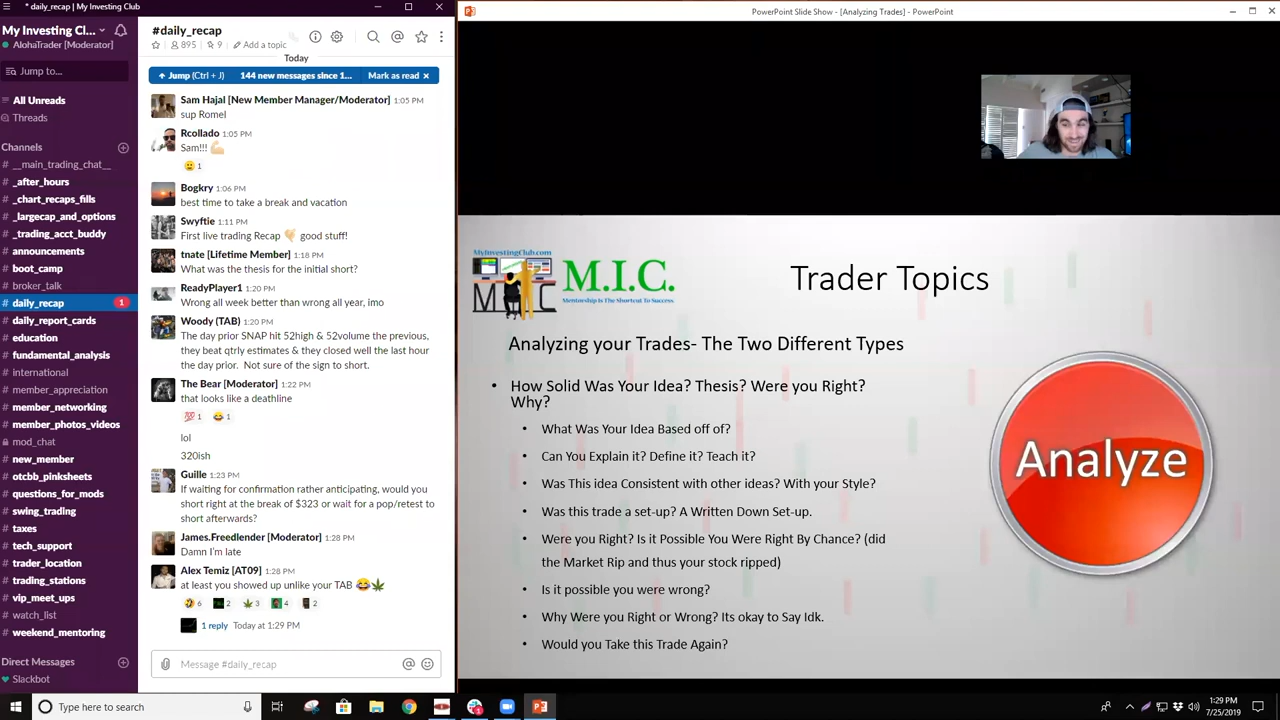 * daily_recap | My Investing Club
My Investing Cl...
AlohaTrader [Moderator]
Jump to...
All Unreads
Threads
Channels
# __main_trading_chat__
# _after_hours
# _chart_recaps_fills
# _largecap_and_options
# _trading_acct_buddy
# announcements
# boot_camp
# broker_talk
# daily_recap 1
# daily_report_cards
# education
# fundamental_analysis
# international
# member_appreciation
# member_networking
# member_photos_videos
# mod_chat
# new_member
# otcbb_pinksheets
# questions_for_mods
# swing_trading
# taxes
# tech_support
# trader_location
# trading_stations
# vip_meet_ups
# watch_list
# weekend_mentoring
Direct Messages
Slackbot
#daily_recap
895
9
Add a topic
Today
Jump (Ctrl + J) 144 new messages since 1... Mark as read ×
Sam Hajal [New Member Manager/Moderator] 1:05 PM
sup Romel
Rcollado 1:05 PM
Sam!!! 💪
🙂 1
Bogkry 1:06 PM
best time to take a break and vacation
Swyftie 1:11 PM
First live trading Recap good stuff!
tnate [Lifetime Member] 1:18 PM
What was the thesis for the initial short?
ReadyPlayer1 1:20 PM
Wrong all week better than wrong all year, imo
Woody (TAB) 1:20 PM
The day prior SNAP hit 52high & 52volume the previous,
they beat qtrly estimates & they closed well the last hour
the day prior. Not sure of the sign to short.
The Bear [Moderator] 1:22 PM
that looks like a deathline
💯 1 😂 1
lol
320ish
Guille 1:23 PM
If waiting for confirmation rather anticipating, would you
short right at the break of $323 or wait for a pop/retest to
short afterwards?
James.Freedlender [Moderator] 1:28 PM
Damn I'm late
Alex Temiz [AT09] 1:28 PM
at least you showed up unlike your TAB 😂🌿
🤣 6 2 🌿 3 4 2
1 reply Today at 1:29 PM
Message #daily_recap
PowerPoint Slide Show - [Analyzing Trades] - PowerPoint
MyInvestingClub.com
MIC
M.I.C.
Mentorship Is The Shortcut To Success
Trader Topics
Analyzing your Trades- The Two Different Types
• How Solid Was Your Idea? Thesis? Were you Right?
Why?
• What Was Your Idea Based off of?
• Can You Explain it? Define it? Teach it?
• Was This idea Consistent with other ideas? With your Style?
• Was this trade a set-up? A Written Down Set-up.
• Were you Right? Is it Possible You Were Right By Chance? (did
the Market Rip and thus your stock ripped)
• Is it possible you were wrong?
• Why Were you Right or Wrong? Its okay to Say Idk.
• Would you Take this Trade Again?
Analyze
Type here to search
1:29 PM
7/25/2019